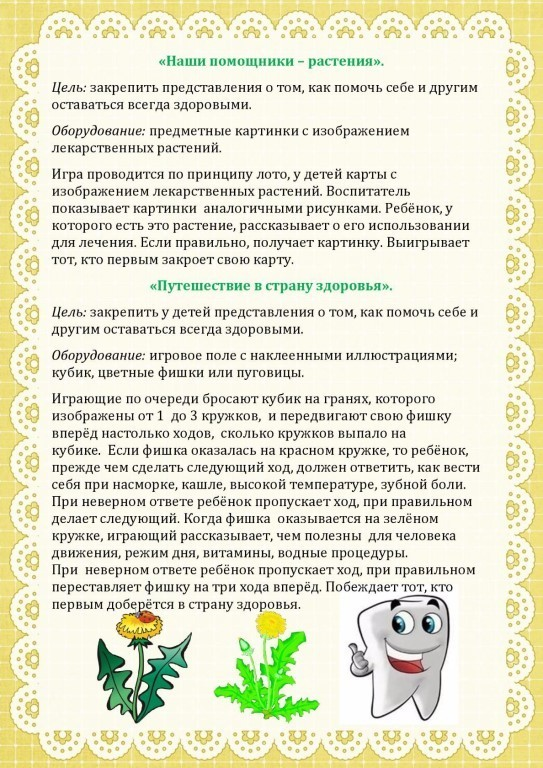 «Наши помощники – растения».
Цель: закрепить представления о том, как помочь себе и другим
оставаться всегда здоровыми.
Оборудование: предметные картинки с изображением
лекарственных растений.
Игра проводится по принципу лото, у детей карты с
изображением лекарственных растений. Воспитатель
показывает картинки аналогичными рисунками. Ребёнок, у
которого есть это растение, рассказывает о его использовании
для лечения. Если правильно, получает картинку. Выигрывает
тот, кто первым закроет свою карту.
«Путешествие в страну здоровья».
Цель: закрепить у детей представления о том, как помочь себе и
другим оставаться всегда здоровыми.
Оборудование: игровое поле с наклеенными иллюстрациями;
кубик, цветные фишки или пуговицы.
Играющие по очереди бросают кубик на гранях, которого
изображены от 1 до 3 кружков, и передвигают свою фишку
вперёд настолько ходов, сколько кружков выпало на
кубике. Если фишка оказалась на красном кружке, то ребёнок,
прежде чем сделать следующий ход, должен ответить, как вести
себя при насморке, кашле, высокой температуре, зубной боли.
При неверном ответе ребёнок пропускает ход, при правильном
делает следующий. Когда фишка оказывается на зелёном
кружке, играющий рассказывает, чем полезны для человека
движения, режим дня, витамины, водные процедуры.
При неверном ответе ребёнок пропускает ход, при правильном
переставляет фишку на три хода вперёд. Побеждает тот, кто
первым доберётся в страну здоровья.